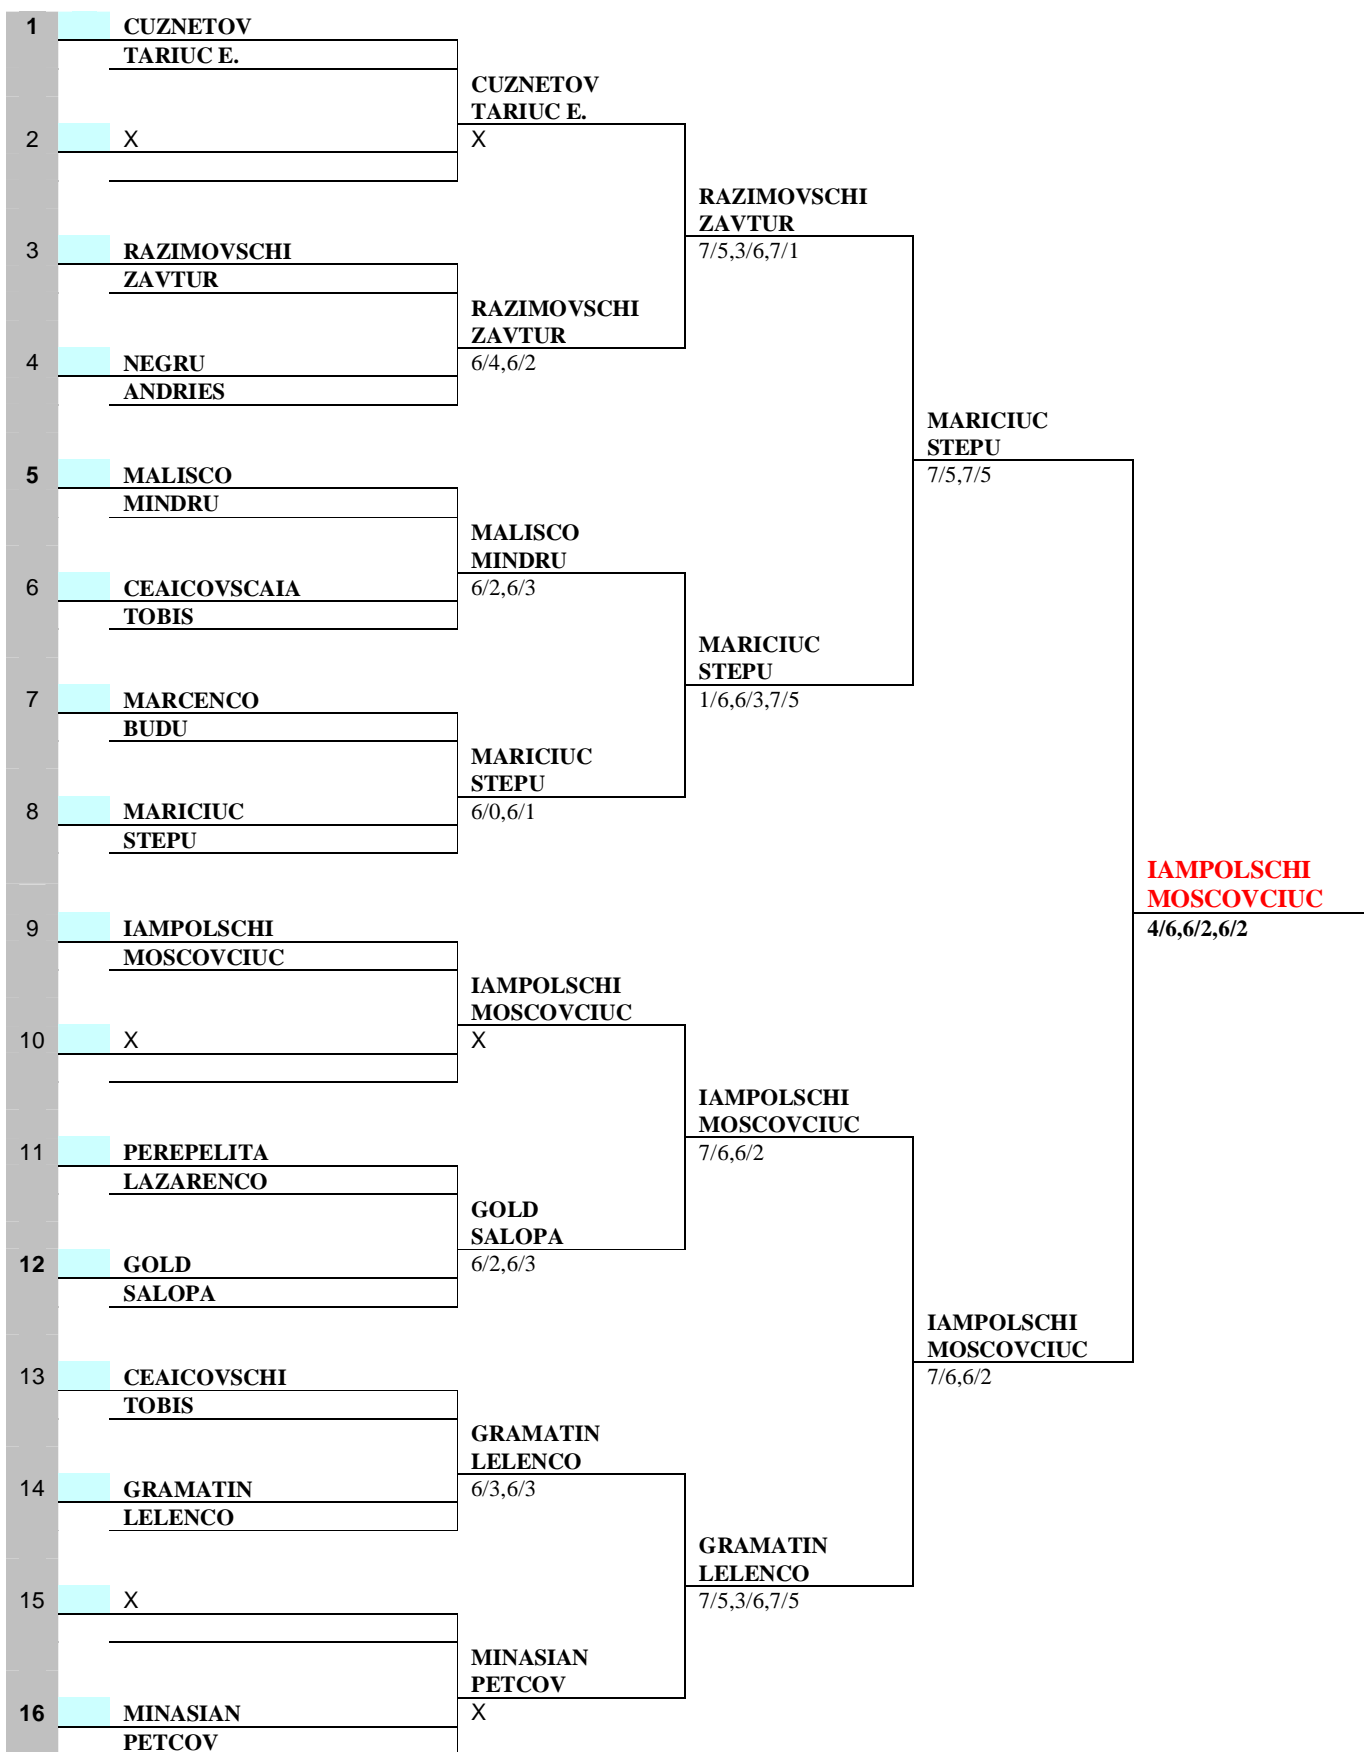 1 CUZNETOV
TARIUC E.
CUZNETOV
TARIUC E.
2 X X
RAZIMOVSCHI
ZAVTUR
3 RAZIMOVSCHI 7/5,3/6,7/1
ZAVTUR
RAZIMOVSCHI
ZAVTUR
4 NEGRU 6/4,6/2
ANDRIES
MARICIUC
STEPU
5 MALISCO 7/5,7/5
MINDRU
MALISCO
MINDRU
6 CEAICOVSCAIA 6/2,6/3
TOBIS
MARICIUC
STEPU
7 MARCENCO 1/6,6/3,7/5
BUDU
MARICIUC
STEPU
8 MARICIUC 6/0,6/1
STEPU
IAMPOLSCHI
MOSCOVCIUC
9 IAMPOLSCHI 4/6,6/2,6/2
MOSCOVCIUC
IAMPOLSCHI
MOSCOVCIUC
10 X X
IAMPOLSCHI
MOSCOVCIUC
11 PEREPELITA 7/6,6/2
LAZARENCO
GOLD
SALOPA
12 GOLD 6/2,6/3
SALOPA
IAMPOLSCHI
MOSCOVCIUC
13 CEAICOVSCHI 7/6,6/2
TOBIS
GRAMATIN
LELENCO
14 GRAMATIN 6/3,6/3
LELENCO
GRAMATIN
LELENCO
15 X 7/5,3/6,7/5
MINASIAN
PETCOV
16 MINASIAN X
PETCOV